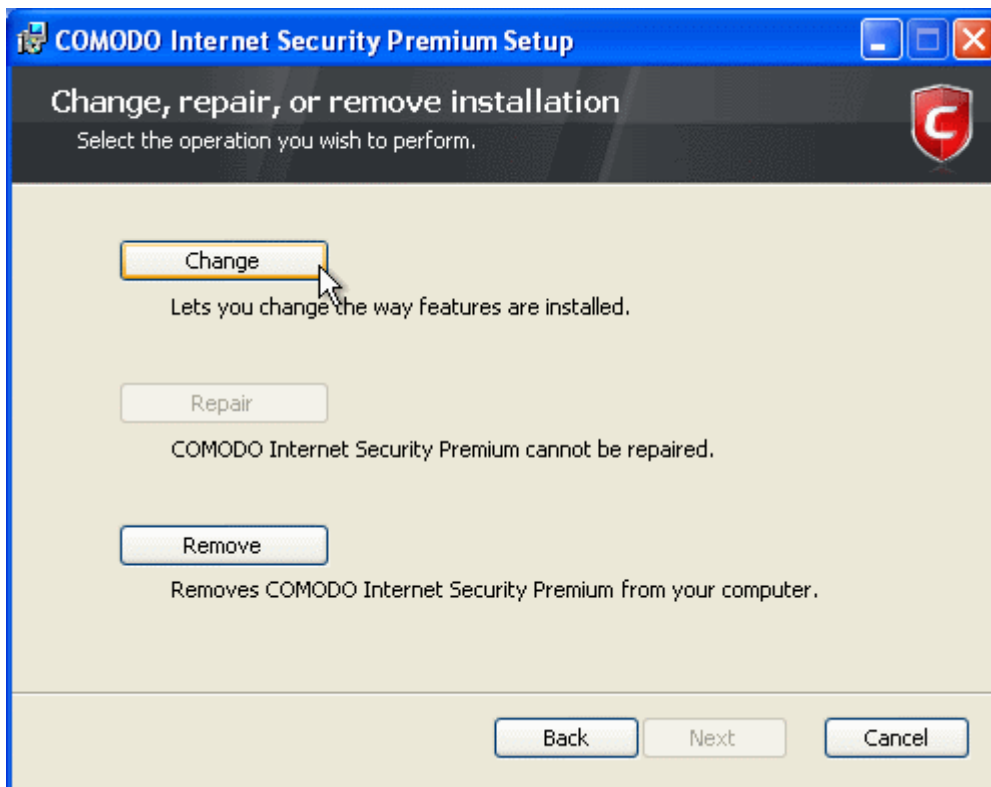 COMODO Internet Security Premium Setup
Change, repair, or remove installation
Select the operation you wish to perform.
Change
Lets you change the way features are installed.
Repair
COMODO Internet Security Premium cannot be repaired.
Remove
Removes COMODO Internet Security Premium from your computer.
Back Next Cancel